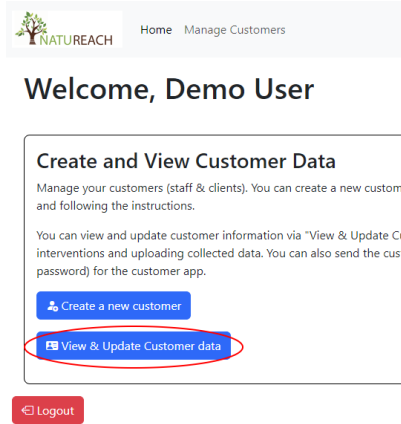 NATUREACH
Home Manage Customers
Welcome, Demo User
Create and View Customer Data
Manage your customers (staff & clients). You can create a new custom
and following the instructions.
You can view and update customer information via "View & Update Cu
interventions and uploading collected data. You can also send the cus
password) for the customer app.
Create a new customer
View & Update Customer data
Logout